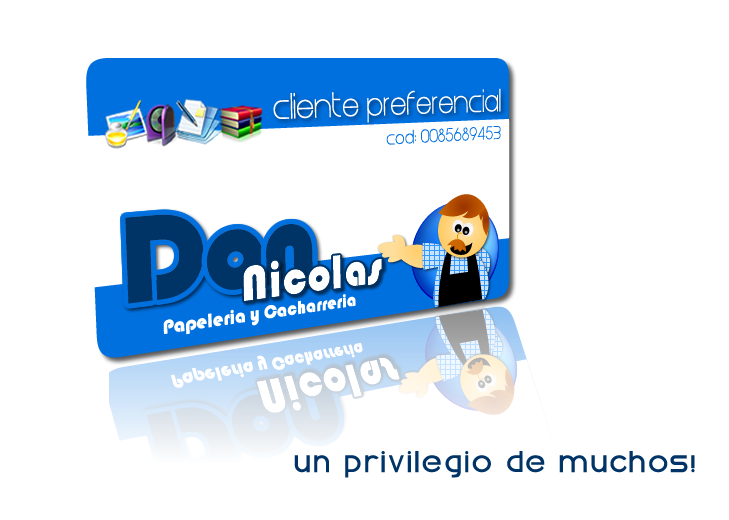 cliente preferencial
cod: 0085689453
Don
Nicolas
Papeleria y Cacharreria
un privilegio de muchos!